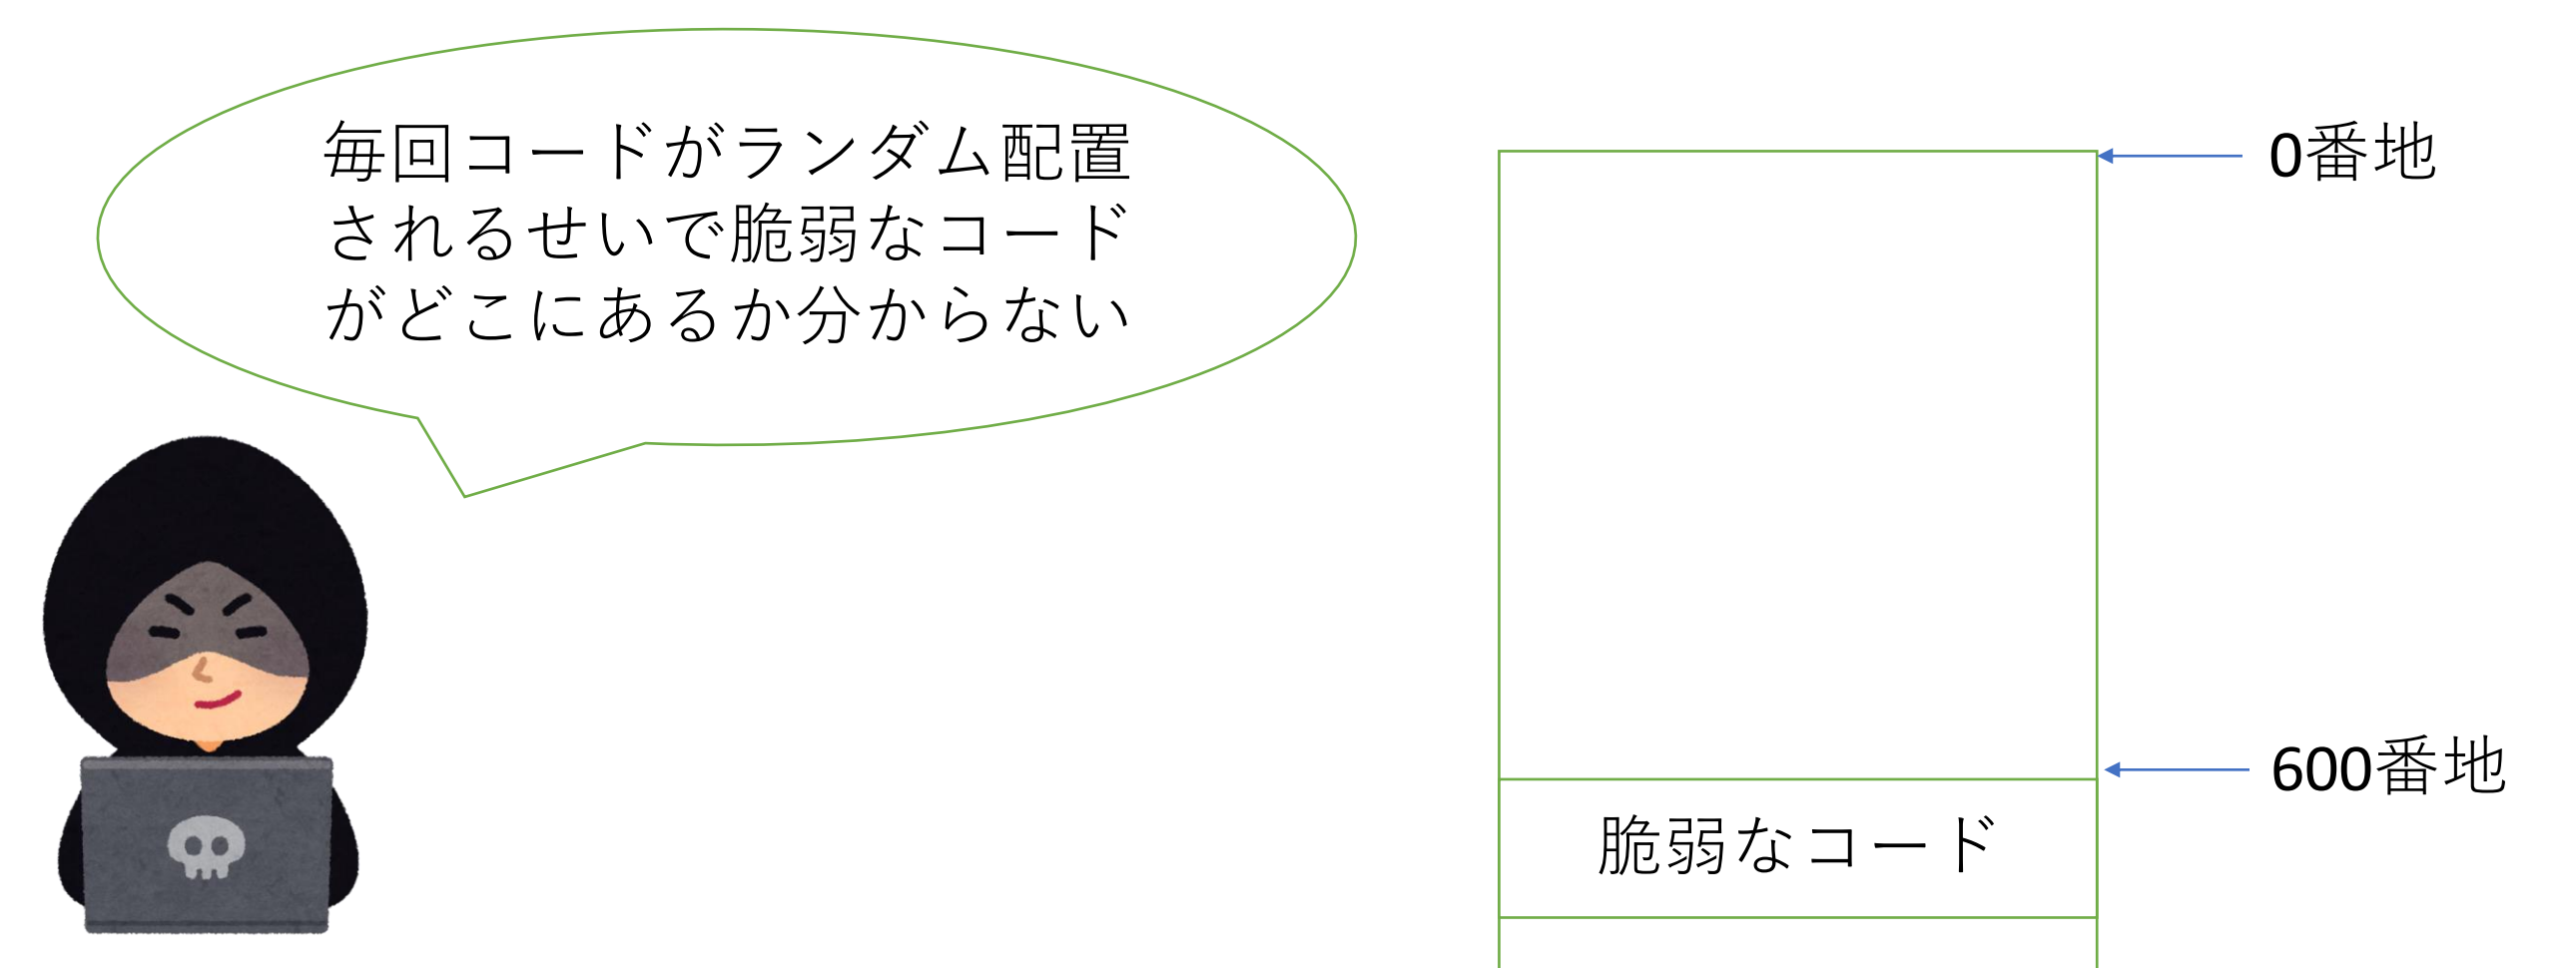 毎回コードがランダム配置
されるせいで脆弱なコード
がどこにあるか分からない
0番地
600番地
脆弱なコード